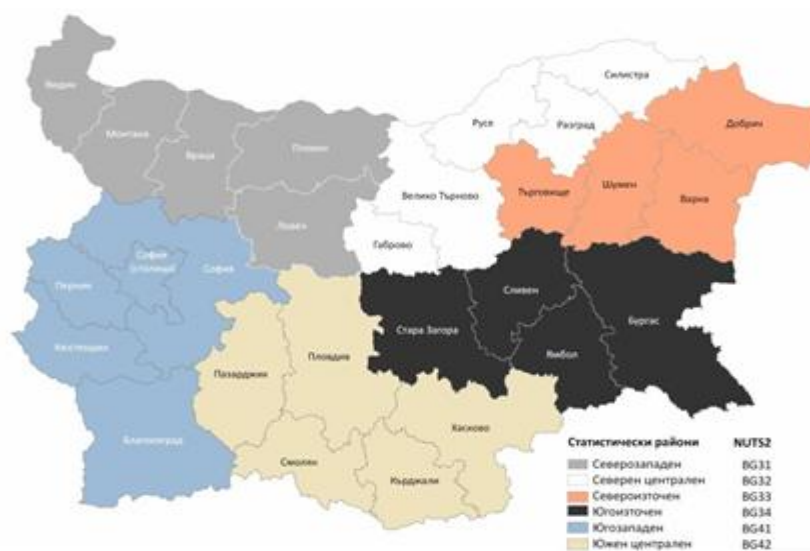 Видин
Монтана
Враца
Плевен
Ловеч
Силистра
Русе
Разград
Добрич
Велико Търново
Търговище
Шумен
Варна
Габрово
София
(столица)
София
Перник
Кюстендил
Благоевград
Сливен
Стара Загора
Ямбол
Бургас
Пазарджик
Пловдив
Смолян
Хасково
Кърджали
Статистически райони NUTS2
Северозападен BG31
Северен централен BG32
Североизточен BG33
Югоизточен BG34
Югозападен BG41
Южен централен BG42